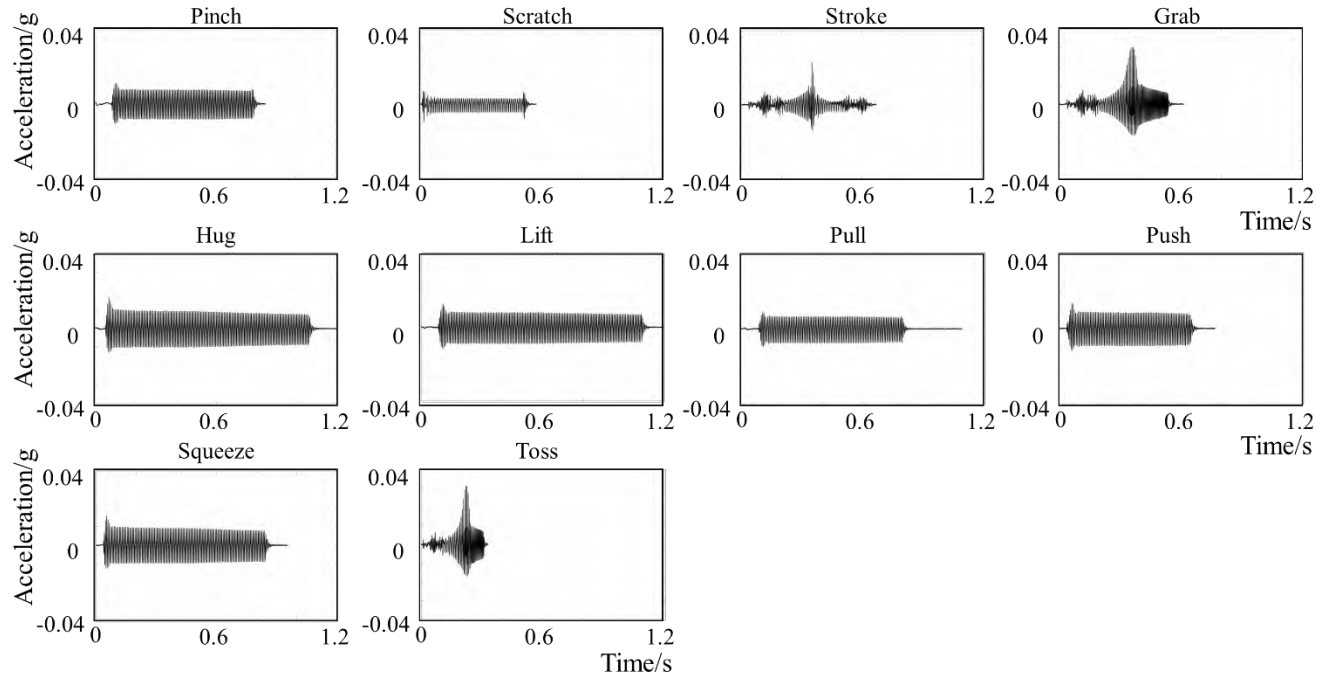 Pinch Scratch Stroke Grab
Acceleration/g
0.04 0.04 0.04 0.04
0 0 0 0
-0.04 -0.04 -0.04 -0.04
0 0.6 1.2 0 0.6 1.2 0 0.6 1.2 0 0.6 1.2
Time/s
Hug Lift Pull Push
Acceleration/g
0.04 0.04 0.04 0.04
0 0 0 0
-0.04 -0.04 -0.04 -0.04
0 0.6 1.2 0 0.6 1.2 0 0.6 1.2 0 0.6 1.2
Squeeze Toss
Acceleration/g
0.04 0.04
0 0
-0.04 -0.04
0 0.6 1.2 0 0.6 1.2
Time/s